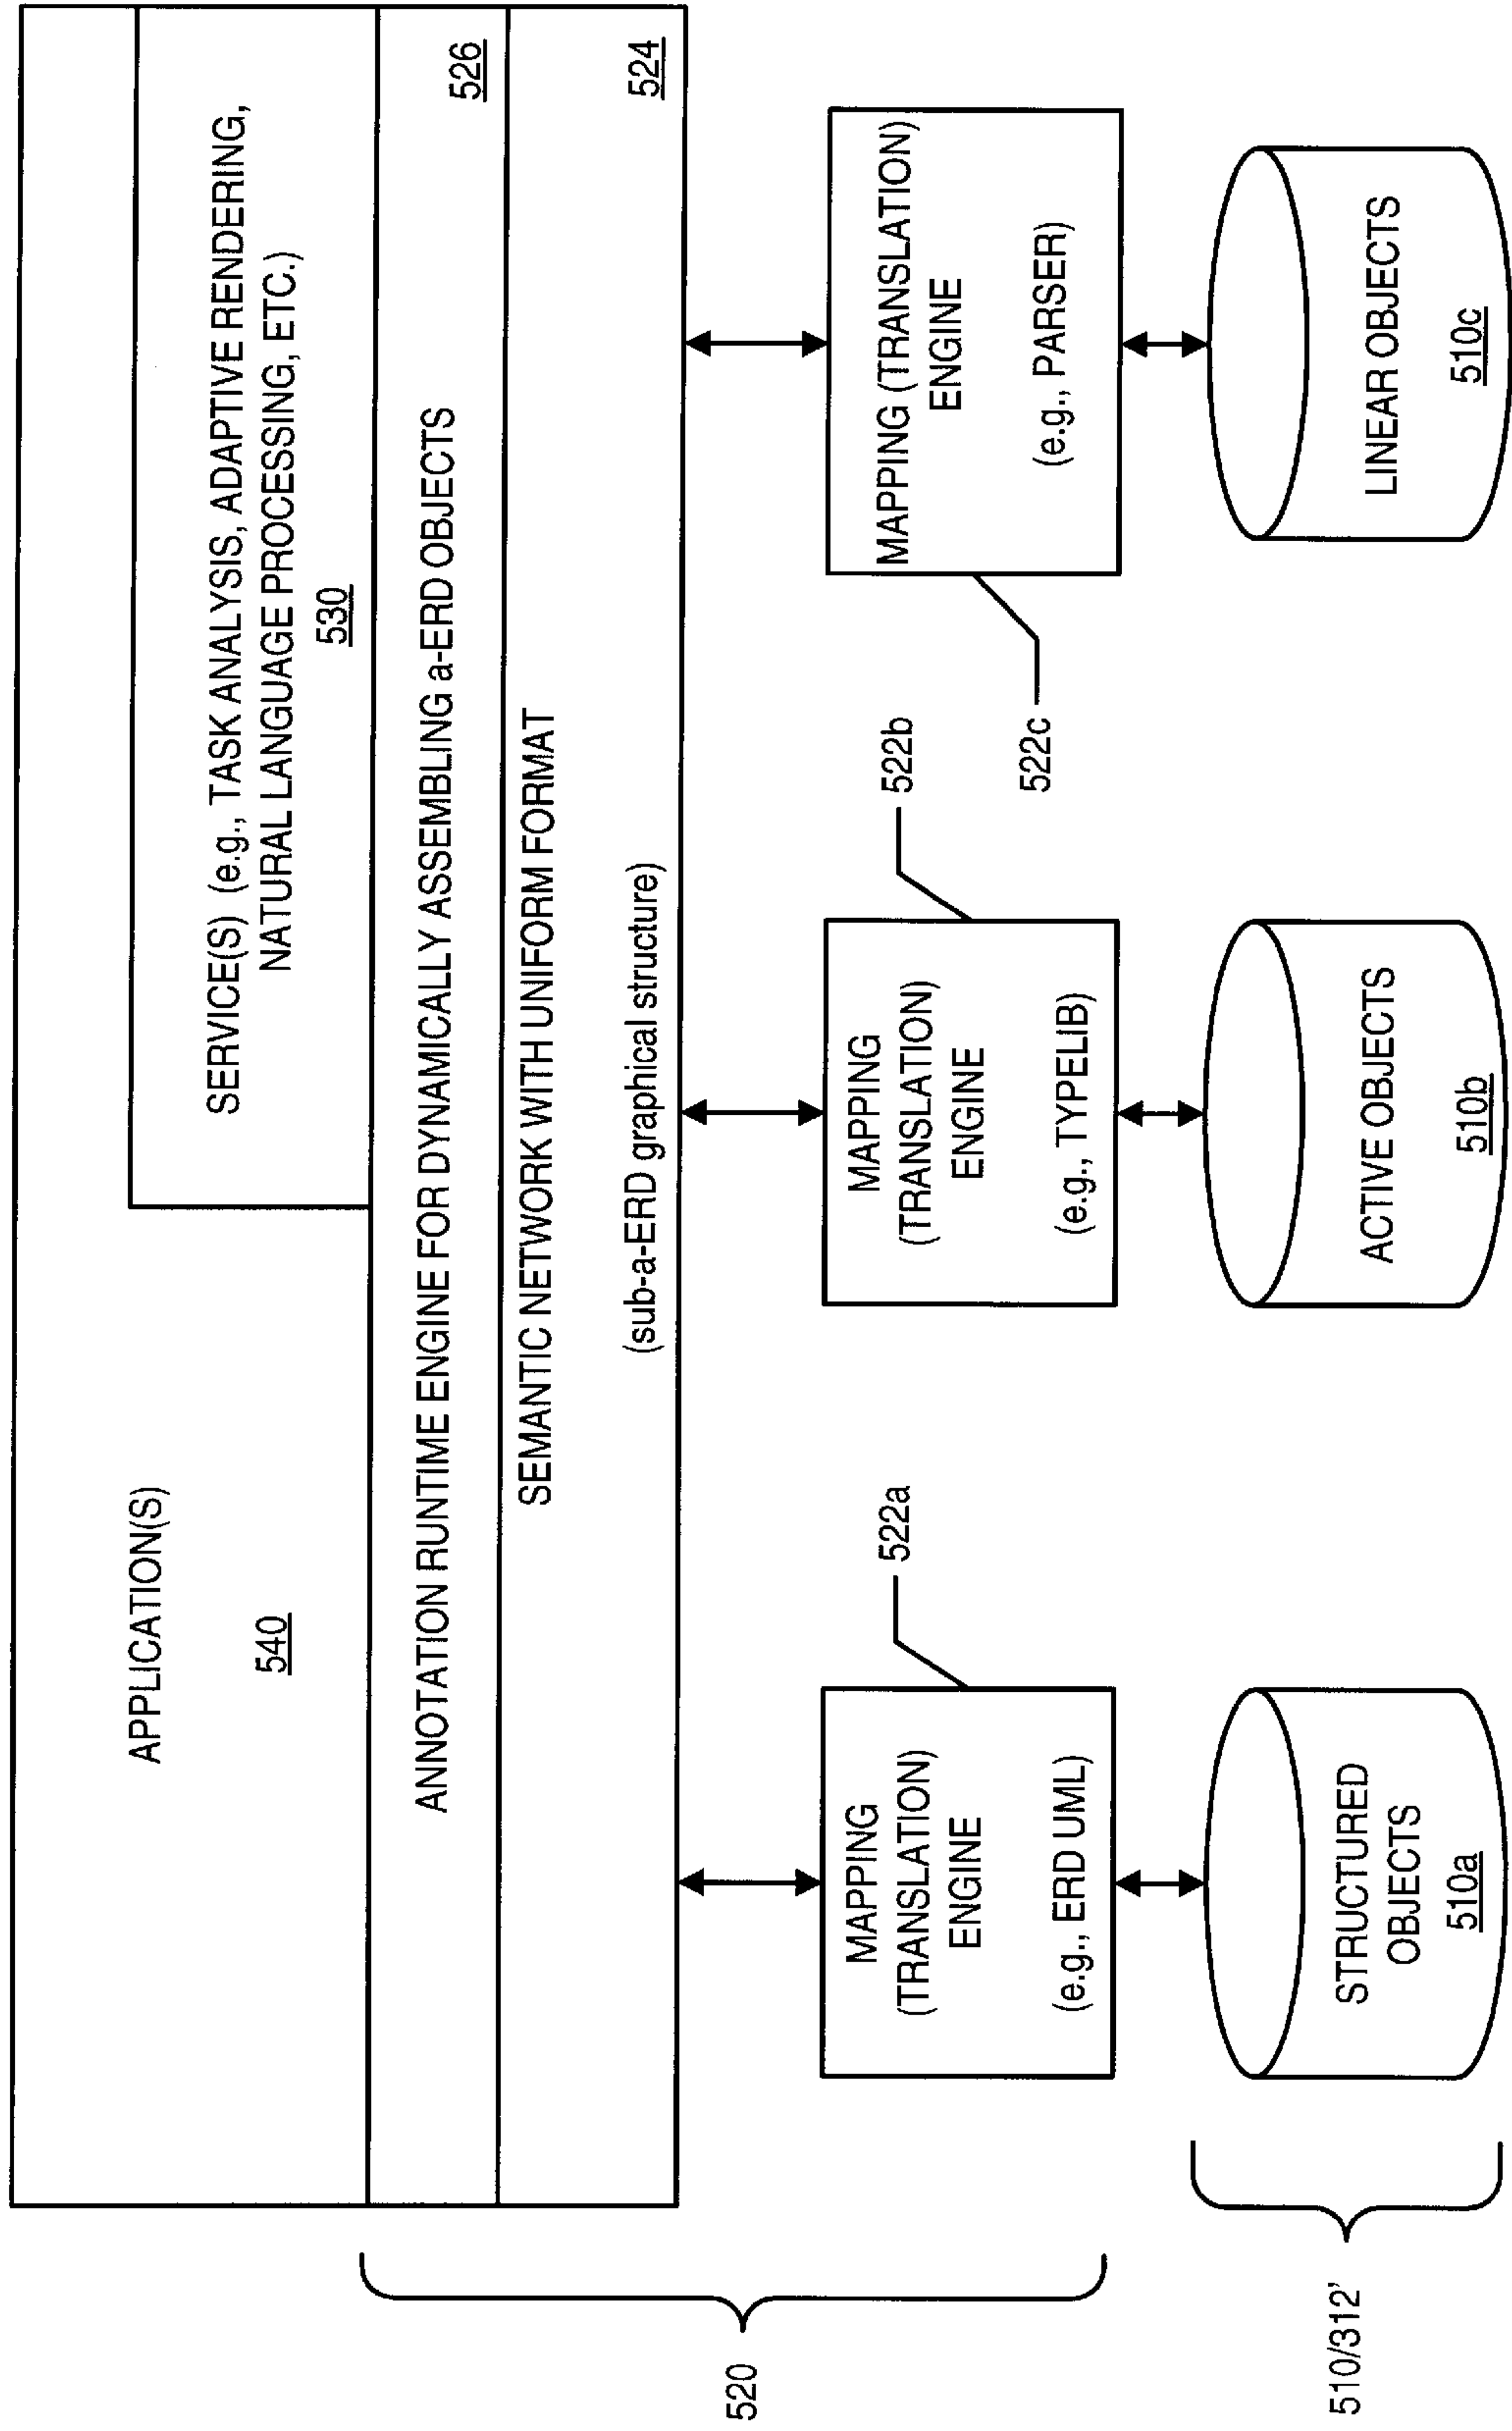 APPLICATION(S)
540
SERVICE(S) (e.g., TASK ANALYSIS, ADAPTIVE RENDERING,
NATURAL LANGUAGE PROCESSING, ETC.)
530
ANNOTATION RUNTIME ENGINE FOR DYNAMICALLY ASSEMBLING a-ERD OBJECTS
526
SEMANTIC NETWORK WITH UNIFORM FORMAT
(sub-a-ERD graphical structure)
524
520
MAPPING
(TRANSLATION)
ENGINE
(e.g., ERD UML)
522a
MAPPING
(TRANSLATION)
ENGINE
(e.g., TYPELIB)
522b
MAPPING (TRANSLATION)
ENGINE
(e.g., PARSER)
522c
510/312'
STRUCTURED
OBJECTS
510a
ACTIVE OBJECTS
510b
LINEAR OBJECTS
510c